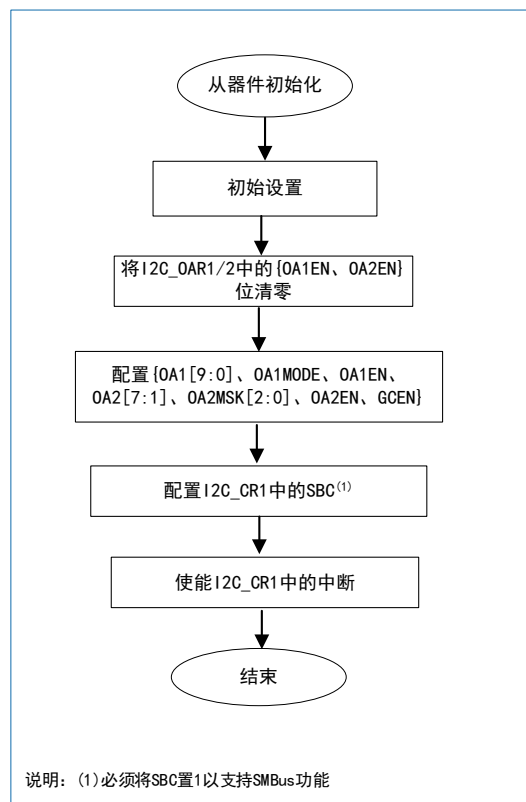 从器件初始化
初始设置
将I2C_OAR1/2中的{OA1EN、OA2EN}
位清零
配置{OA1[9:0]、OA1MODE、OA1EN、
OA2[7:1]、OA2MSK[2:0]、OA2EN、GCEN}
配置I2C_CR1中的SBC⁽¹⁾
使能I2C_CR1中的中断
结束
说明：(1)必须将SBC置1以支持SMBus功能